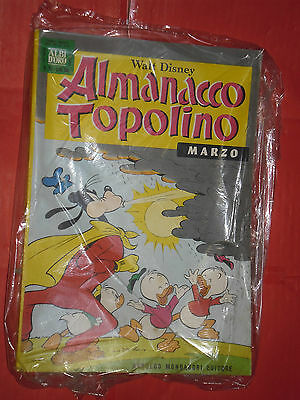 ALBI
D'ORO
Walt Disney
Almanacco
Topolino
MARZO
ARNOLDO MONDADORI EDITORE